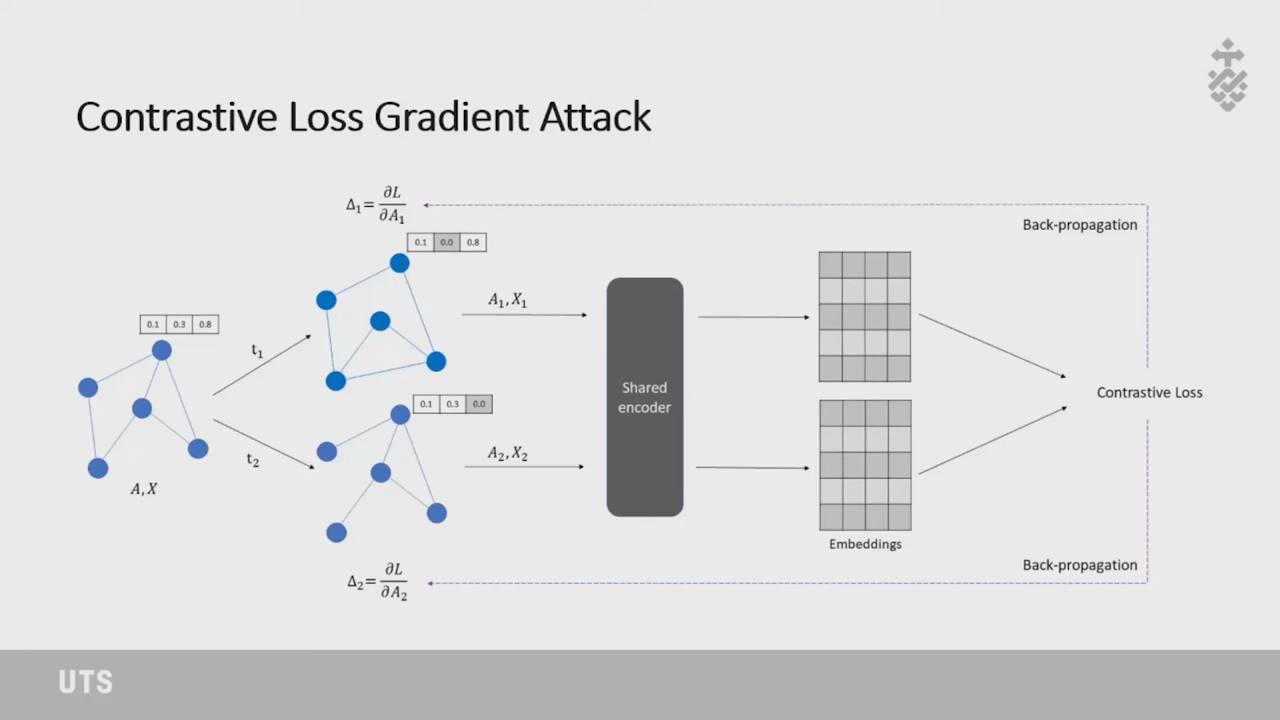 Contrastive Loss Gradient Attack
Δ₁= ∂L/∂A₁
Back-propagation
0.1 0.0 0.8
A₁,X₁
0.1 0.3 0.8
t₁
Shared
encoder
Contrastive Loss
0.1 0.3 0.0
t₂
A₂,X₂
A,X
Embeddings
Back-propagation
Δ₂= ∂L/∂A₂
UTS